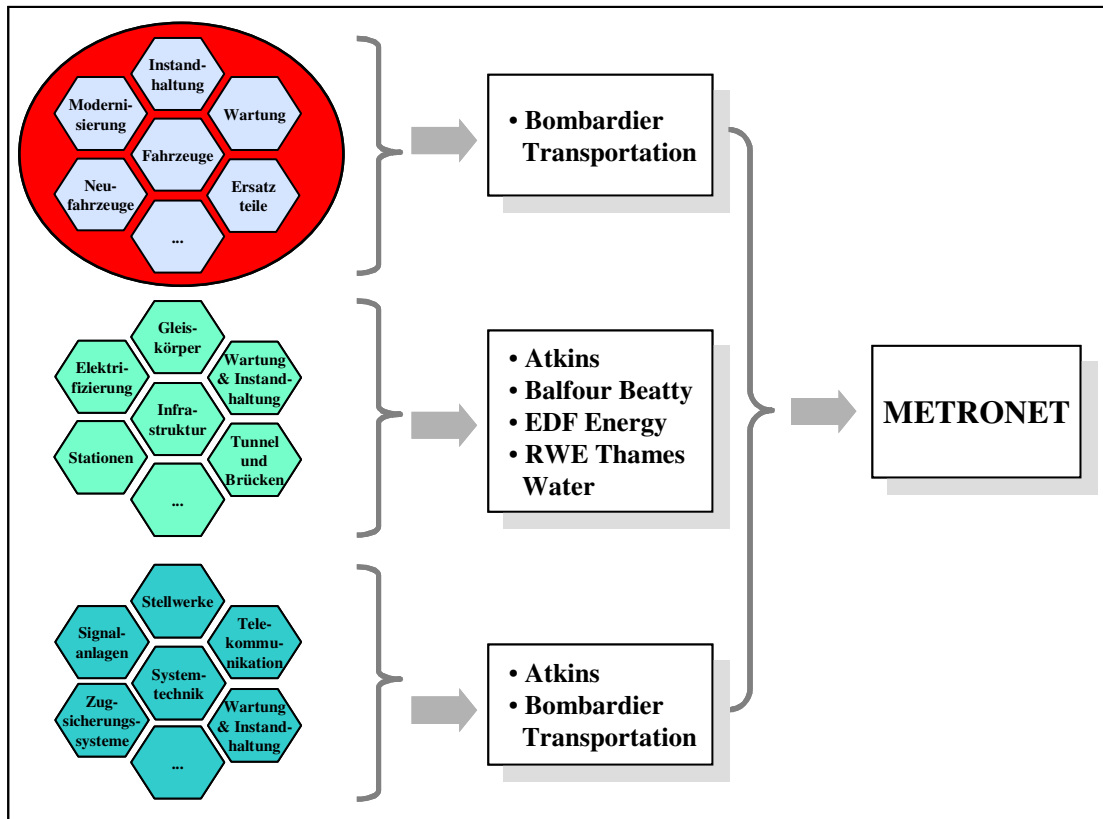 Instand-
haltung
Moderni-
sierung
Wartung
Fahrzeuge
Neu-
fahrzeuge
Ersatz
teile
...
• Bombardier
Transportation
Gleis-
körper
Elektri-
fizierung
Wartung
& Instand-
haltung
Infra-
struktur
Stationen
Tunnel
und
Brücken
...
• Atkins
• Balfour Beatty
• EDF Energy
• RWE Thames
Water
METRONET
Stellwerke
Signal-
anlagen
Tele-
kommu-
nikation
System-
technik
Zug-
sicherungs-
systeme
Wartung
& Instand-
haltung
...
• Atkins
• Bombardier
Transportation